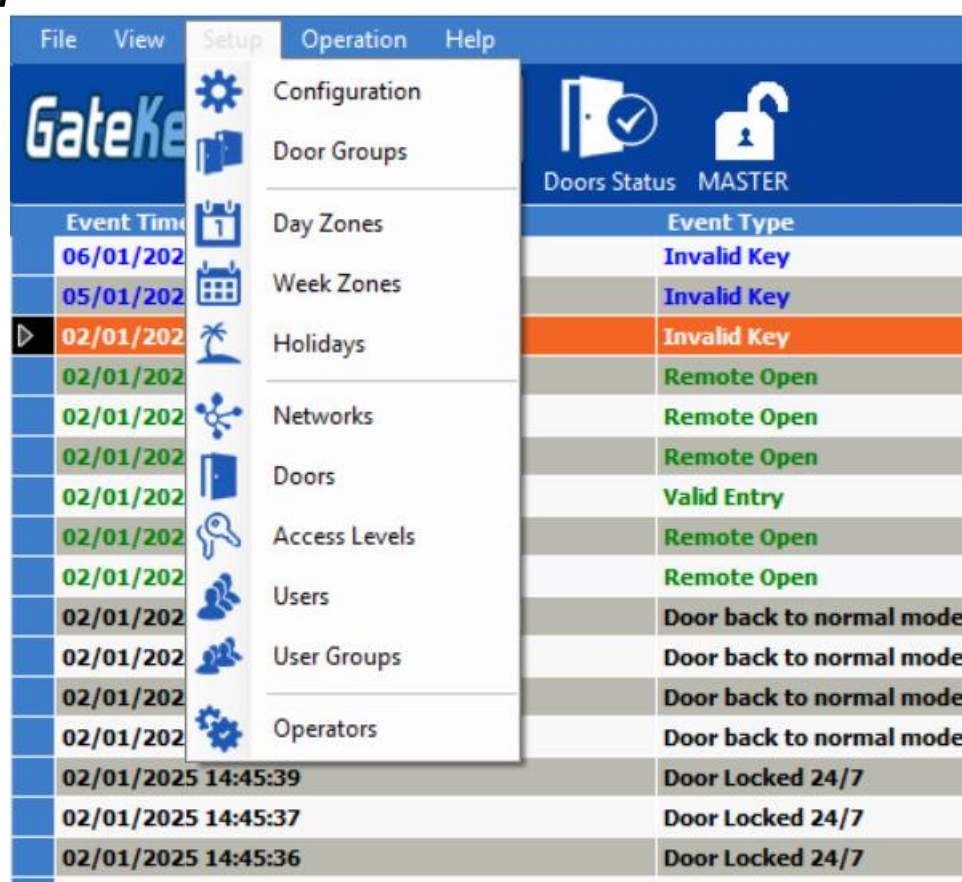 File View Setup Operation Help
GateKe
Configuration
Door Groups
Day Zones
Week Zones
Holidays
Networks
Doors
Access Levels
Users
User Groups
Operators
Doors Status MASTER
Event Time Event Type
06/01/202 Invalid Key
05/01/202 Invalid Key
02/01/202 Invalid Key
02/01/202 Remote Open
02/01/202 Remote Open
02/01/202 Remote Open
02/01/202 Valid Entry
02/01/202 Remote Open
02/01/202 Remote Open
02/01/202 Door back to normal mode
02/01/202 Door back to normal mode
02/01/202 Door back to normal mode
02/01/202 Door back to normal mode
02/01/2025 14:45:39 Door Locked 24/7
02/01/2025 14:45:37 Door Locked 24/7
02/01/2025 14:45:36 Door Locked 24/7